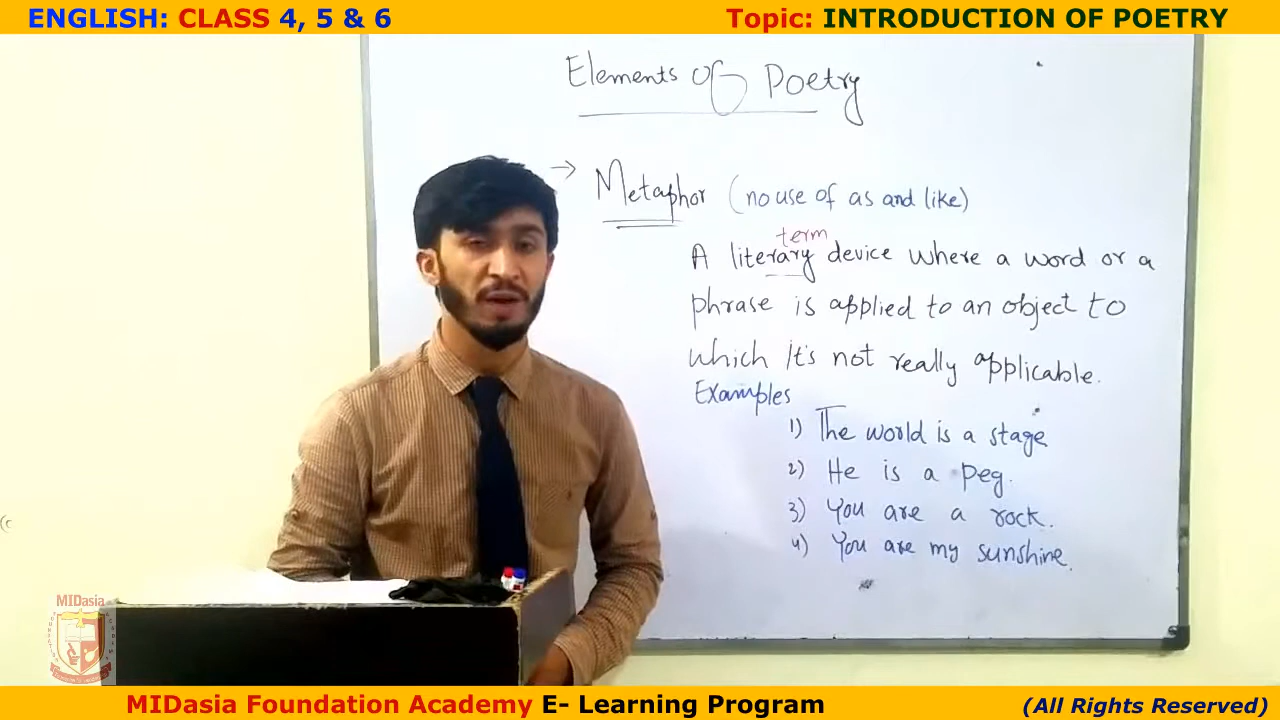 ENGLISH: CLASS 4, 5 & 6
Topic: INTRODUCTION OF POETRY
Elements of Poetry
→ Metaphor (no use of as and like)
term
A literary device where a word or a
phrase is applied to an object to
which it's not really applicable.
Examples
1) The world is a stage
2) He is a peg.
3) You are a rock.
4) You are my sunshine.
MIDasia
MIDasia Foundation Academy E- Learning Program
(All Rights Reserved)